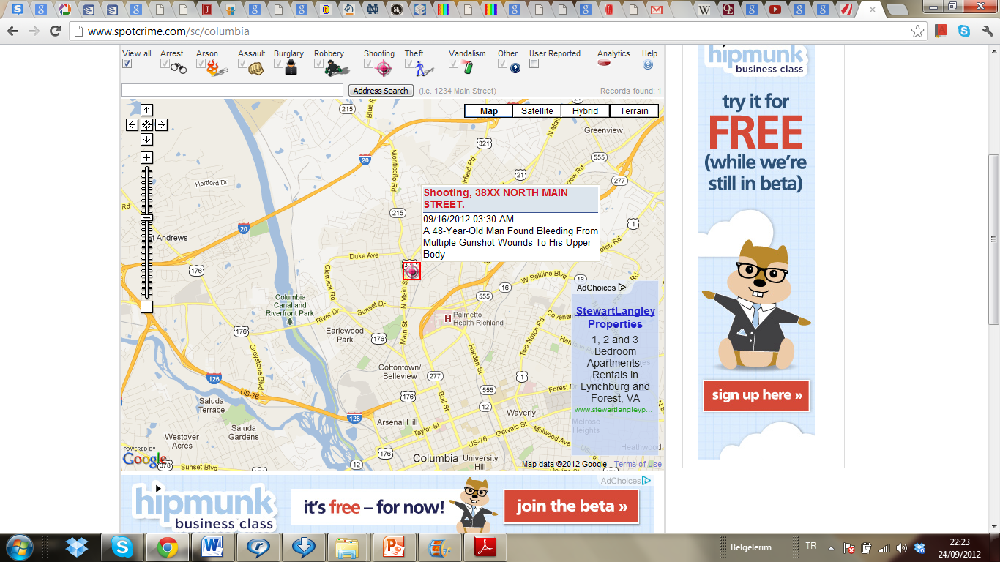 www.spotcrime.com/sc/columbia
View all Arrest Arson Assault Burglary Robbery Shooting Theft Vandalism Other User Reported Analytics Help
Address Search (i.e. 1234 Main Street) Records found: 1
Map Satellite Hybrid Terrain
215
Blue R
N Main S
Greenview
321
20
Monticello Rd
airfield Rd
555
21
277
Hertford Dr
arrow Rd
Shooting, 38XX NORTH MAIN
STREET.
09/16/2012 03:30 AM
A 48-Year-Old Man Found Bleeding From
Multiple Gunshot Wounds To His Upper
Body
Rd
215
1
20
St Andrews
otch Rd
Duke Ave
176
Clement Rd
N Main S
W Beltline Blvd
16
16
555
Columbia
Canal and
Riverfront Park
Sunset Dr
River Dr
H Palmetto
Health Richland
Covena
176
Earlewood
Park
Main St
176
Two Notch Rd
Greystone Blvd
Harden St
Cottontown/
Belleview
277
1
126
US-76
555
Forest D
Saluda
Terrace
176
Bull St
12
126
Arsenal Hill
Waverly
Melrose
Heights
Saluda
Gardens
Taylor St
Gervais St
US-76
Millwood Ave
Westover
Acres
176
Heathwood
POWERED BY
Google
378
Sunset Blvd
12
Columbia
University
Hill
Map data ©2012 Google - Terms of Use
AdChoices
StewartLangley
Properties
1, 2 and 3
Bedroom
Apartments.
Rentals in
Lynchburg and
Forest, VA
www.stewartlangleyp...
hipmunk
business class
try it for
FREE
(while we're
still in beta)
sign up here »
AdChoices
hipmunk
business class
it's free – for now!
join the beta »
Belgelerim
TR
22:23
24/09/2012